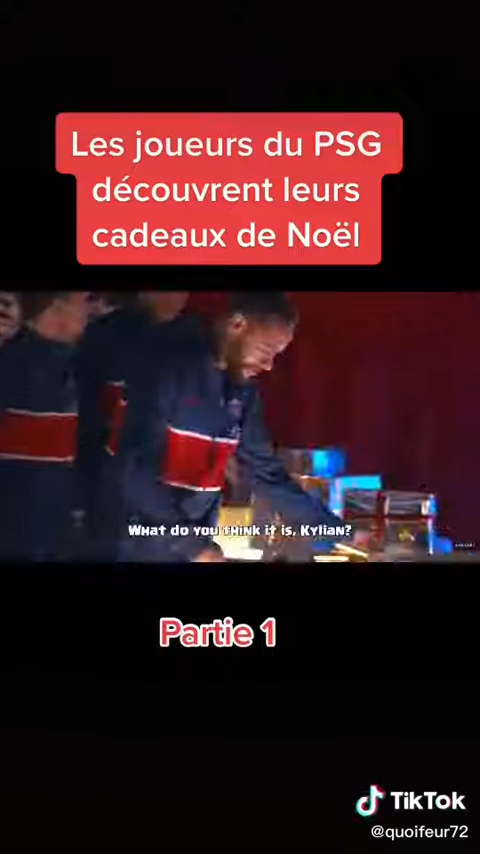 Les joueurs du PSG
découvrent leurs
cadeaux de Noël
What do you think it is, Kylian?
Partie 1
TikTok
@quoifeur72